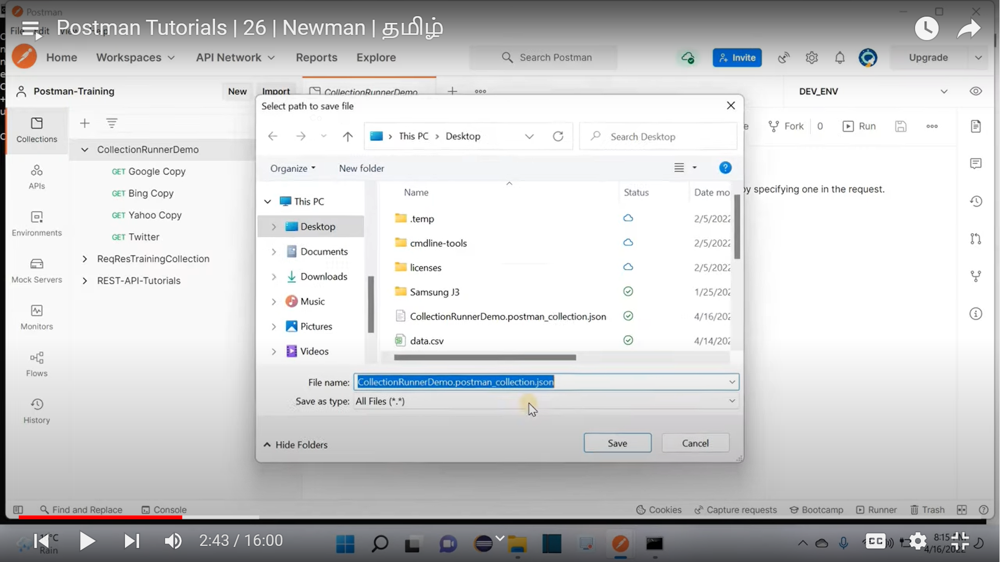 Postman
Postman Tutorials | 26 | Newman | தமிழ்
Home
Workspaces
API Network
Reports
Explore
Search Postman
Invite
Upgrade
Postman-Training
New
Import
CollectionRunnerDemo
DEV_ENV
Fork
0
Run
Collections
APIs
Environments
Mock Servers
Monitors
Flows
History
CollectionRunnerDemo
GET Google Copy
GET Bing Copy
GET Yahoo Copy
GET Twitter
ReqResTrainingCollection
REST-API-Tutorials
Select path to save file
This PC
Desktop
Search Desktop
Organize
New folder
Name
Status
Date mo
This PC
Desktop
Documents
Downloads
Music
Pictures
Videos
.temp
2/5/2022
cmdline-tools
2/5/2022
licenses
2/5/2022
Samsung J3
1/25/202
CollectionRunnerDemo.postman_collection.json
4/16/202
data.csv
4/14/202
File name: CollectionRunnerDemo.postman_collection.json
Save as type: All Files (*.*)
Hide Folders
Save
Cancel
by specifying one in the request.
Find and Replace
Console
Cookies
Capture requests
Bootcamp
Runner
Trash
2:43 / 16:00
Rain
CC
8:15 PM
4/16/2022